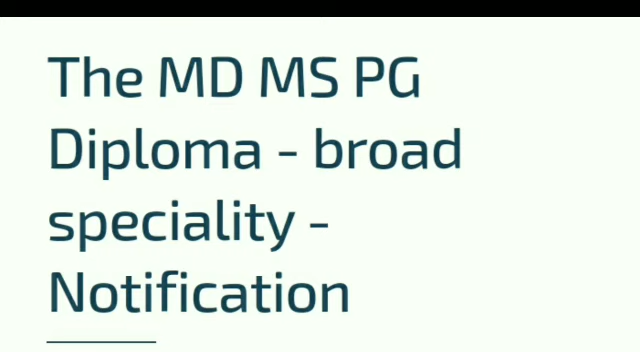 The MD MS PG
Diploma - broad
speciality -
Notification